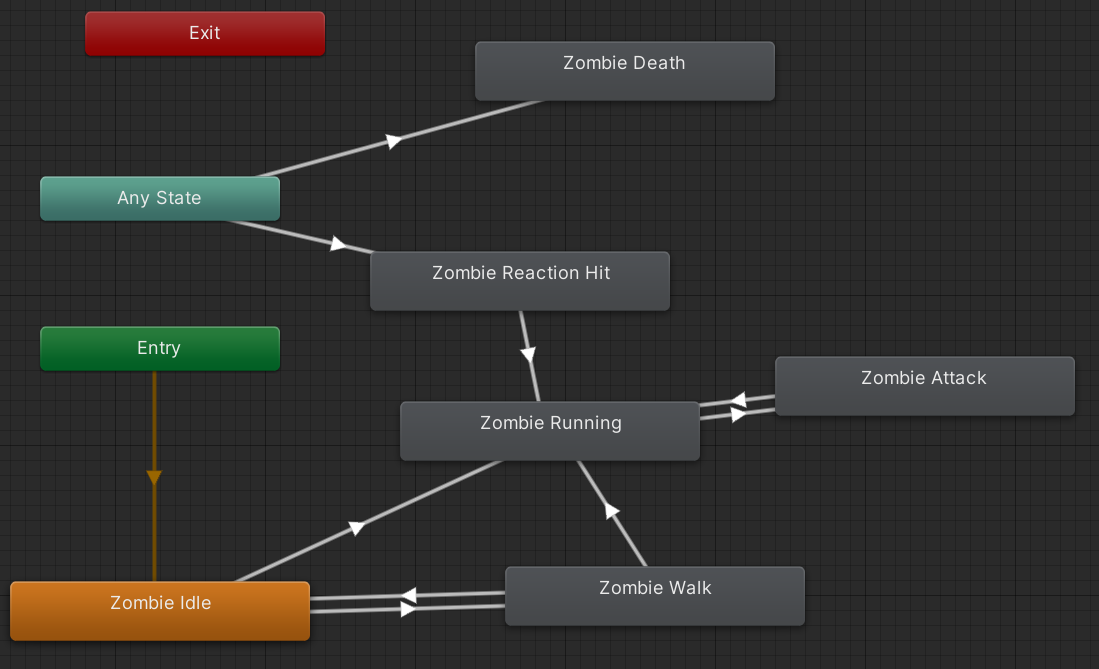 Exit
Zombie Death
Any State
Zombie Reaction Hit
Entry
Zombie Attack
Zombie Running
Zombie Walk
Zombie Idle